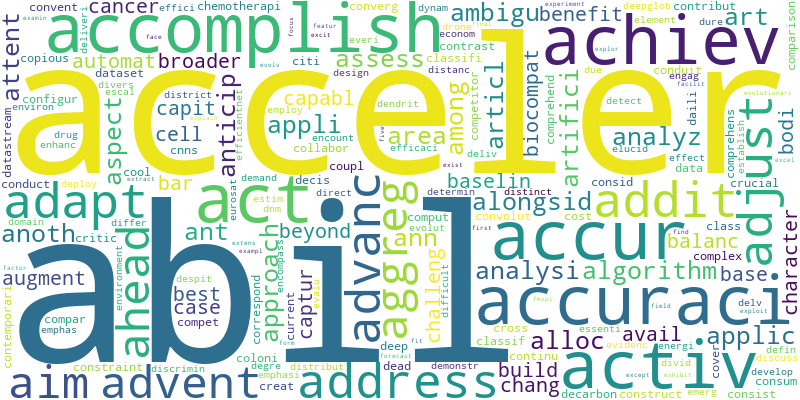 convent cancer effici chemotherapi converg dynam ambigu deepglob contribut
focus featur excit drone
examin deliveri accomplish face everi econom benefit art element dure experiment
attent copious automat broader assess citi contrast classifi achiev comparison
configur dataset divers escal district design distanc articl biocompat due conduit engag facilit
datastream environ capit evolv capabl competitor among comprehend artifici daili detect
acceler
aspect drug enhanc cell explain dendrit employ five efficientnet appli encount collabor area efficaci deliv exist analyz elucid adjust comprehens establish evolutionari bodi
cnns anticip coupl effect data excel
conduct deploy cool extract bar eurosat demand decis direct baselin determin distinct consid crucial
adapt act estim dnm advanc aggreg alongsid addit character
domain differ comput convolut cost class
anoth critic ant beyond evolut ann first accur find balanc complex
extens exampl
contemporari factor augment ahead environment despit best case approach encompass current captur evalu challeng difficult analysi algorithm base
compar emphas compet correspond form abil fit cross accuraci fmspi field delv exploit
constraint coloni deep forecast classif alloc essenti avail energi applic
discrimin degre emphasi distribut dead demonstr continu build cover divid defin discuss
aim advent creat address chang decarbon except construct evidenc emerg activ exhibit develop consum consist